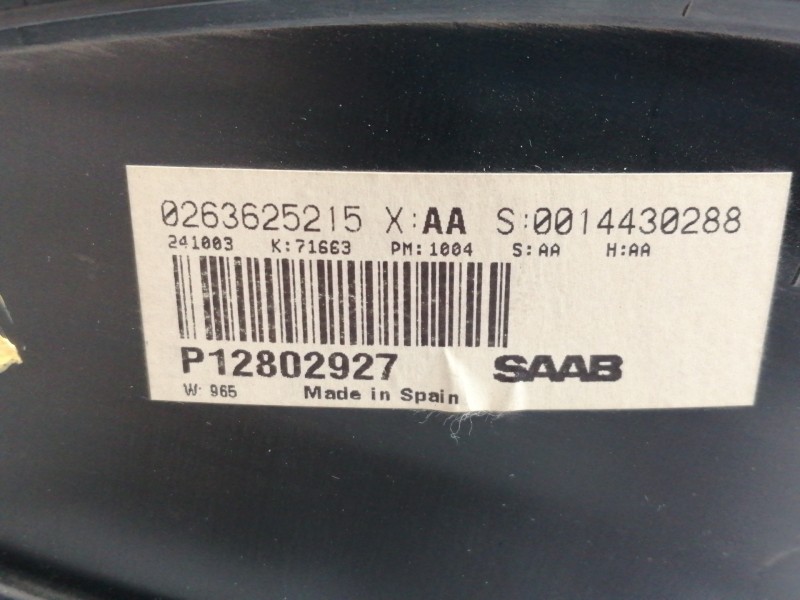 0263625215 X:AA S:0014430288
241003 K:71663 PM:1004 S:AA H:AA
P12802927 SAAB
W: 965 Made in Spain